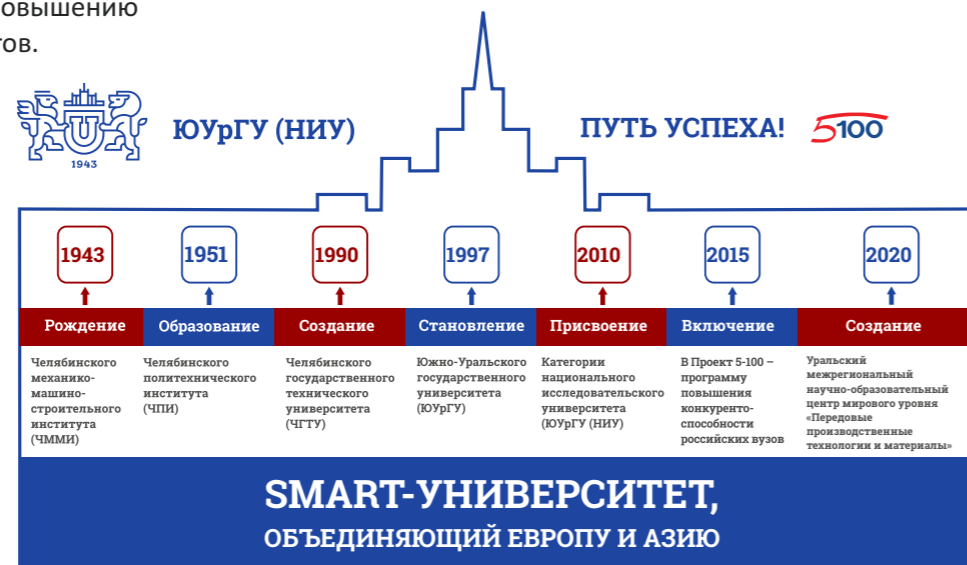 овышению
тов.
ЮУрГУ (НИУ)
ПУТЬ УСПЕХА!
5100
1943
1943
1951
1990
1997
2010
2015
2020
Рождение
Образование
Создание
Становление
Присвоение
Включение
Создание
Челябинского
механико-
машино-
строительного
института
(ЧММИ)
Челябинского
политехнического
института
(ЧПИ)
Челябинского
государственного
технического
университета
(ЧГТУ)
Южно-Уральского
государственного
университета
(ЮУрГУ)
Категории
национального
исследовательского
университета
(ЮУрГУ (НИУ)
В Проект 5-100 –
программу
повышения
конкуренто-
способности
российских вузов
Уральский
межрегиональный
научно-образовательный
центр мирового уровня
«Передовые
производственные
технологии и материалы»
SMART-УНИВЕРСИТЕТ,
ОБЪЕДИНЯЮЩИЙ ЕВРОПУ И АЗИЮ